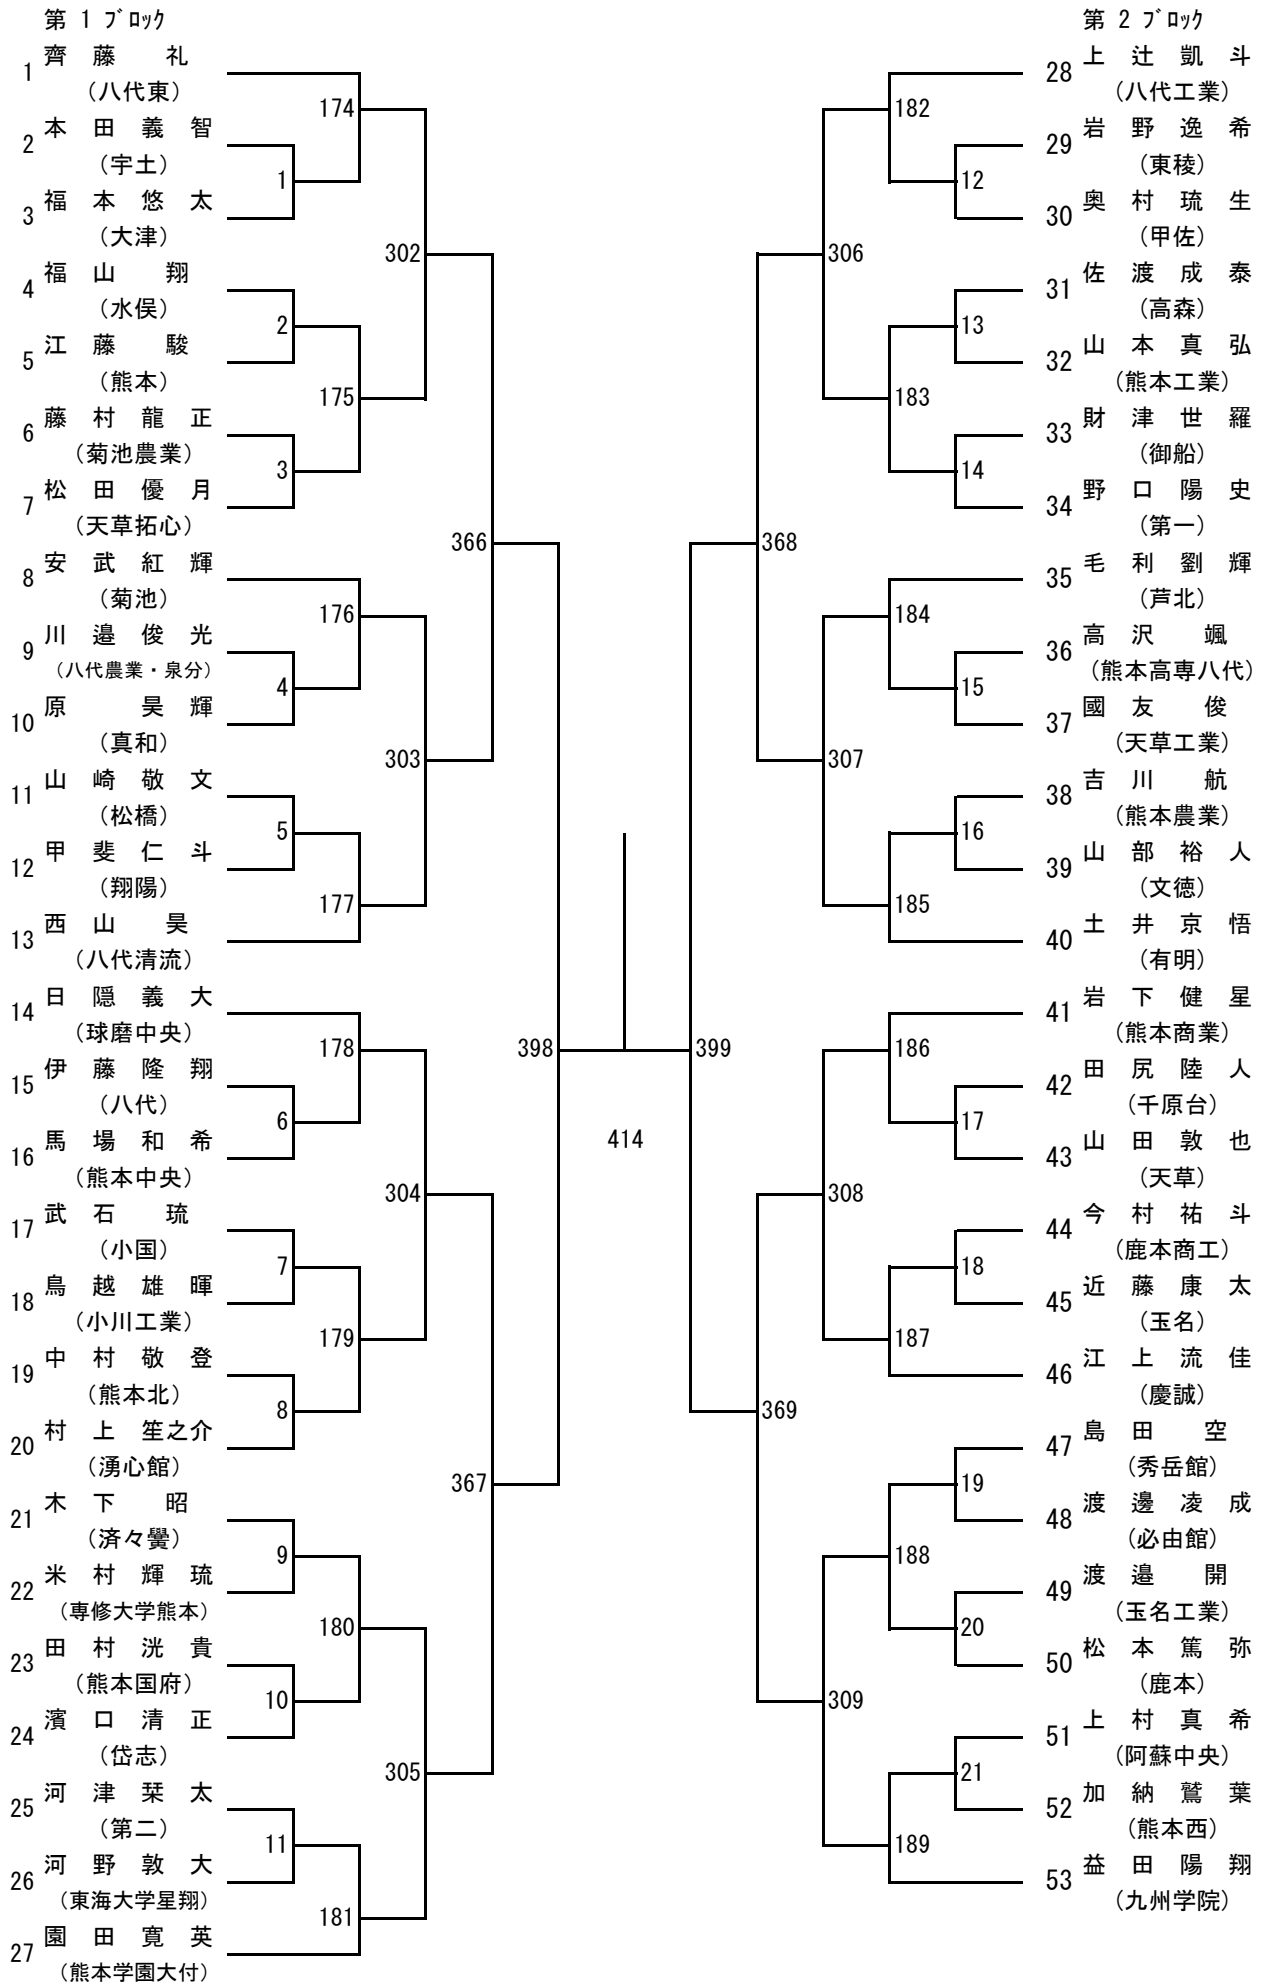 第 1 ブロック
1 齊藤 礼
（八代東）
2 本田義智
（宇土）
3 福本悠太
（大津）
4 福山 翔
（水俣）
5 江藤 駿
（熊本）
6 藤村龍正
（菊池農業）
7 松田優月
（天草拓心）
8 安武紅輝
（菊池）
9 川邉俊光
（八代農業・泉分）
10 原 昊輝
（真和）
11 山崎敬文
（松橋）
12 甲斐仁斗
（翔陽）
13 西山 昊
（八代清流）
14 日隠義大
（球磨中央）
15 伊藤隆翔
（八代）
16 馬場和希
（熊本中央）
17 武石 琉
（小国）
18 鳥越雄暉
（小川工業）
19 中村敬登
（熊本北）
20 村上笙之介
（湧心館）
21 木下 昭
（済々黌）
22 米村輝琉
（専修大学熊本）
23 田村洸貴
（熊本国府）
24 濱口清正
（岱志）
25 河津栞太
（第二）
26 河野敦大
（東海大学星翔）
27 園田寛英
（熊本学園大付）
174
1
302
2
175
3
366
176
4
303
5
177
398
178
6
304
7
179
8
367
9
180
10
305
11
181
414
第 2 ブロック
28 上辻凱斗
（八代工業）
29 岩野逸希
（東稜）
30 奥村琉生
（甲佐）
31 佐渡成泰
（高森）
32 山本真弘
（熊本工業）
33 財津世羅
（御船）
34 野口陽史
（第一）
35 毛利劉輝
（芦北）
36 高沢 颯
（熊本高専八代）
37 國友 俊
（天草工業）
38 吉川 航
（熊本農業）
39 山部裕人
（文徳）
40 土井京悟
（有明）
41 岩下健星
（熊本商業）
42 田尻陸人
（千原台）
43 山田敦也
（天草）
44 今村祐斗
（鹿本商工）
45 近藤康太
（玉名）
46 江上流佳
（慶誠）
47 島田 空
（秀岳館）
48 渡邊凌成
（必由館）
49 渡邉 開
（玉名工業）
50 松本篤弥
（鹿本）
51 上村真希
（阿蘇中央）
52 加納鷲葉
（熊本西）
53 益田陽翔
（九州学院）
182
12
306
13
183
14
368
184
15
307
16
185
399
186
17
308
18
187
369
19
188
20
309
21
189